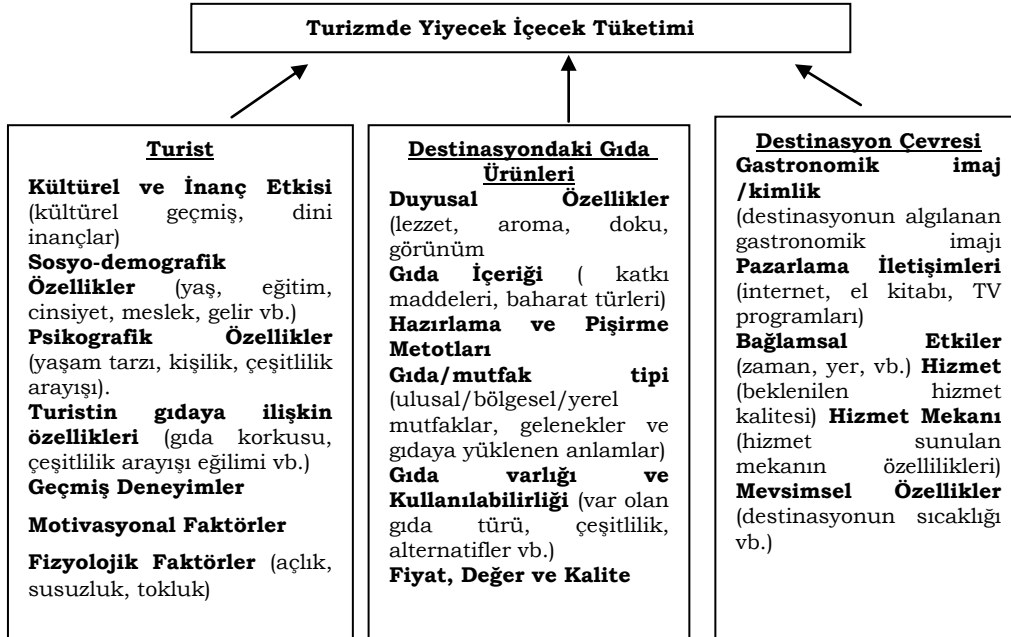 Turizmde Yiyecek İçecek Tüketimi
Turist
Kültürel ve İnanç Etkisi
(kültürel geçmiş, dini
inançlar)
Sosyo-demografik
Özellikler (yaş, eğitim,
cinsiyet, meslek, gelir vb.)
Psikografik Özellikler
(yaşam tarzı, kişilik, çeşitlilik
arayışı).
Turistin gıdaya ilişkin
özellikleri (gıda korkusu,
çeşitlilik arayışı eğilimi vb.)
Geçmiş Deneyimler
Motivasyonal Faktörler
Fizyolojik Faktörler (açlık,
susuzluk, tokluk)
Destinasyondaki Gıda
Ürünleri
Duyusal Özellikler
(lezzet, aroma, doku,
görünüm
Gıda İçeriği ( katkı
maddeleri, baharat türleri)
Hazırlama ve Pişirme
Metotları
Gıda/mutfak tipi
(ulusal/bölgesel/yerel
mutfaklar, gelenekler ve
gıdaya yüklenen anlamlar)
Gıda varlığı ve
Kullanılabilirliği (var olan
gıda türü, çeşitlilik,
alternatifler vb.)
Fiyat, Değer ve Kalite
Destinasyon Çevresi
Gastronomik imaj
/kimlik
(destinasyonun algılanan
gastronomik imajı
Pazarlama İletişimleri
(internet, el kitabı, TV
programları)
Bağlamsal Etkiler
(zaman, yer, vb.) Hizmet
(beklenilen hizmet
kalitesi) Hizmet Mekanı
(hizmet sunulan
mekanın özellilikleri)
Mevsimsel Özellikler
(destinasyonun sıcaklığı
vb.)